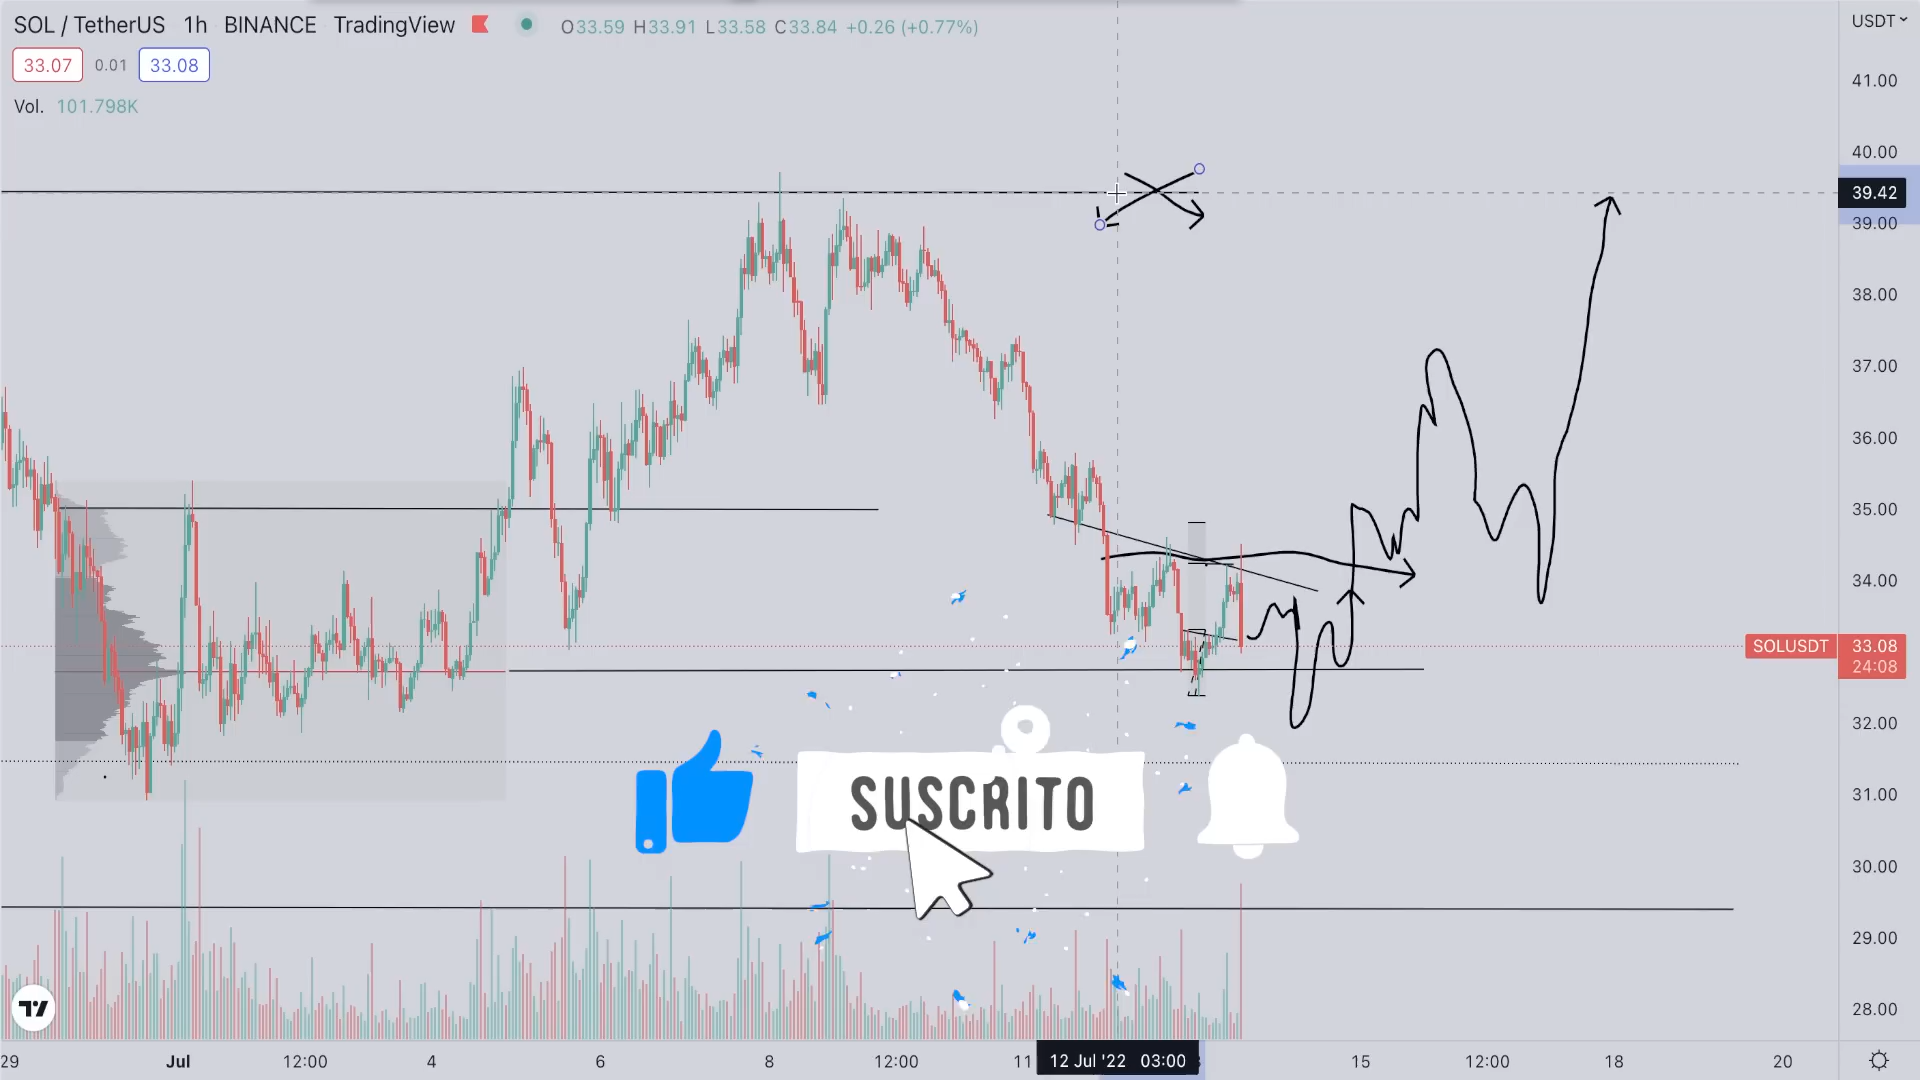 SOL / TetherUS 1h BINANCE TradingView O33.59 H33.91 L33.58 C33.84 +0.26 (+0.77%)
USDT
33.07 0.01 33.08
Vol. 101.798K
41.00
40.00
39.42
39.00
38.00
37.00
36.00
35.00
34.00
SOLUSDT 33.08
24:08
32.00
31.00
30.00
29.00
28.00
SUSCRITO
29 Jul 12:00 4 6 8 12:00 11 12 Jul '22 03:00 15 12:00 18 20